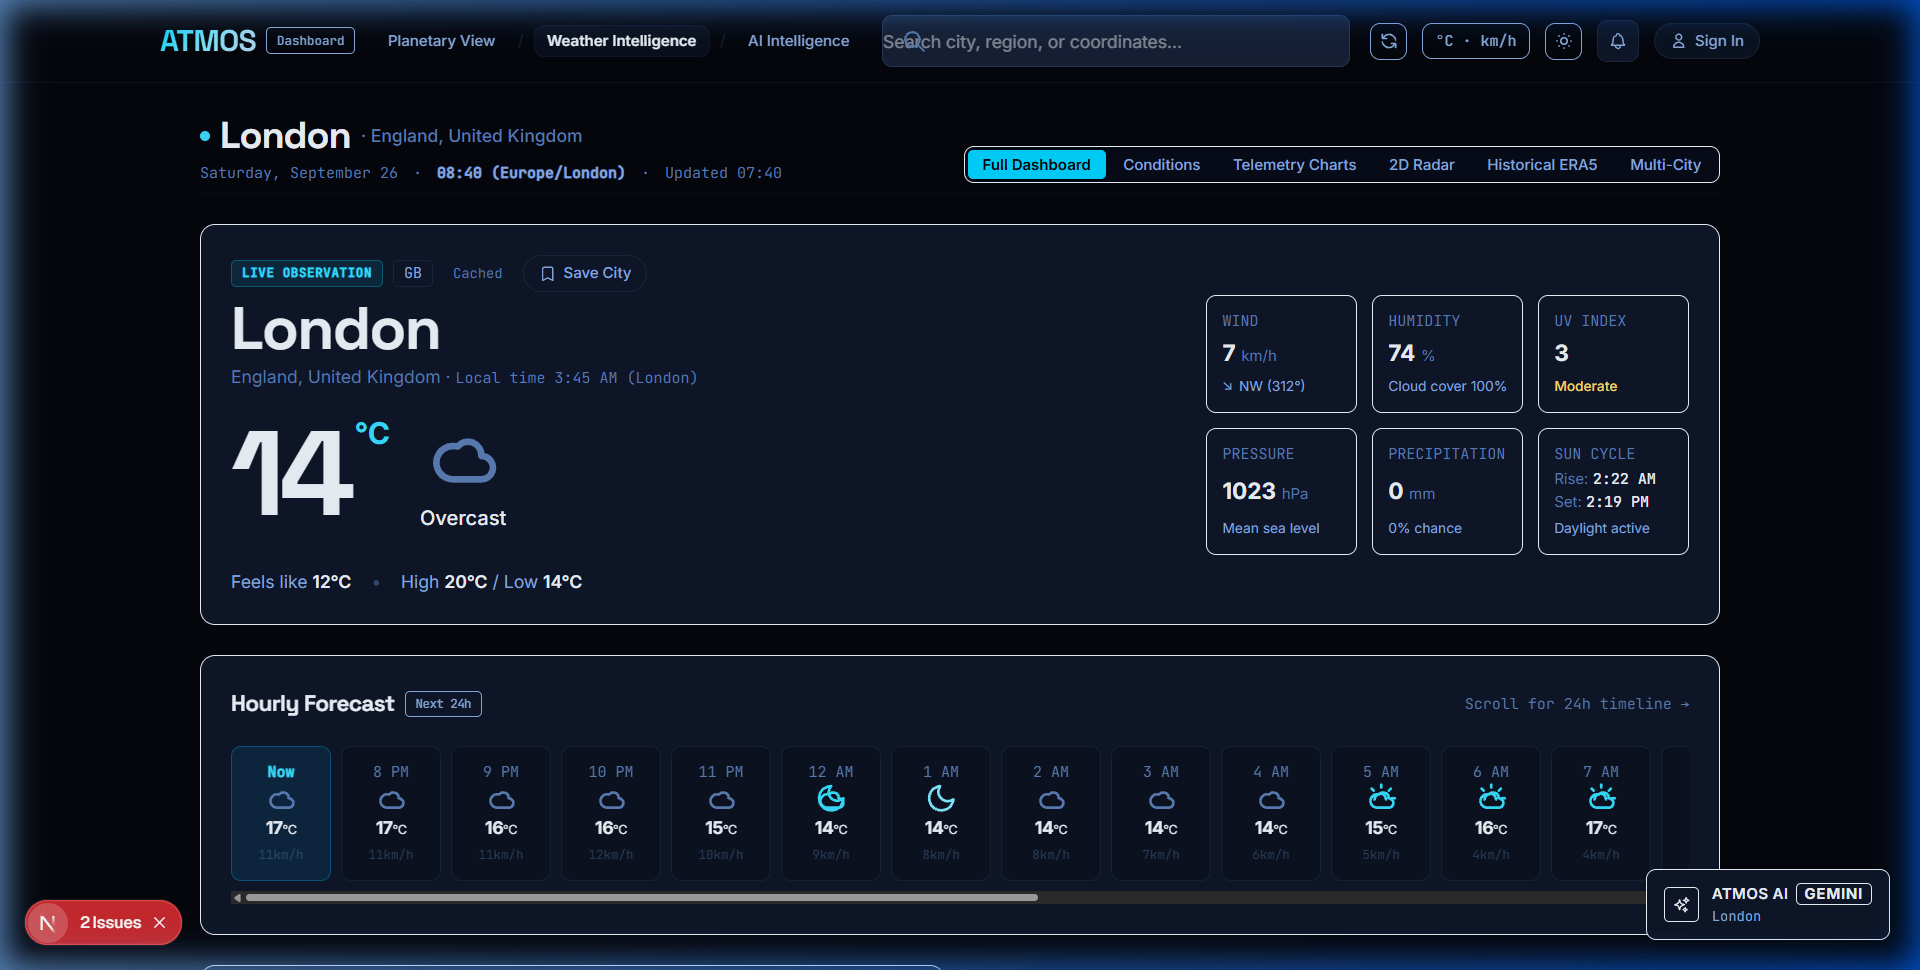 ATMOS Dashboard Planetary View / Weather Intelligence / AI Intelligence Search city, region, or coordinates... °C · km/h Sign In
London · England, United Kingdom
Saturday, September 26 · 08:40 (Europe/London) · Updated 07:40
Full Dashboard Conditions Telemetry Charts 2D Radar Historical ERA5 Multi-City
LIVE OBSERVATION GB Cached Save City
London
England, United Kingdom · Local time 3:45 AM (London)
14 °C
Overcast
Feels like 12°C • High 20°C / Low 14°C
WIND
7 km/h
↘ NW (312°)
HUMIDITY
74 %
Cloud cover 100%
UV INDEX
3
Moderate
PRESSURE
1023 hPa
Mean sea level
PRECIPITATION
0 mm
0% chance
SUN CYCLE
Rise: 2:22 AM
Set: 2:19 PM
Daylight active
Hourly Forecast Next 24h
Scroll for 24h timeline →
Now 8 PM 9 PM 10 PM 11 PM 12 AM 1 AM 2 AM 3 AM 4 AM 5 AM 6 AM 7 AM
17°C 17°C 16°C 16°C 15°C 14°C 14°C 14°C 14°C 14°C 15°C 16°C 17°C
11km/h 11km/h 11km/h 12km/h 10km/h 9km/h 8km/h 8km/h 7km/h 6km/h 5km/h 4km/h 4km/h
N 2 Issues
ATMOS AI GEMINI
London